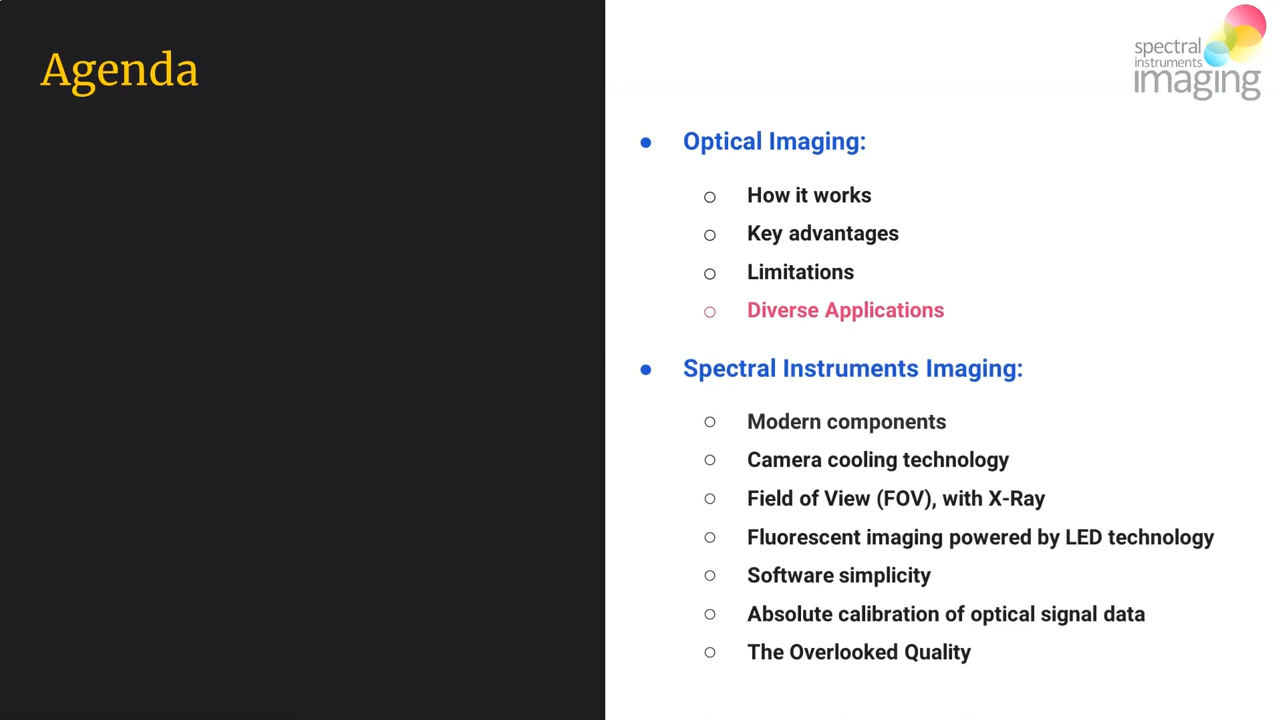 Agenda
spectral
instruments
imaging
● Optical Imaging:
○ How it works
○ Key advantages
○ Limitations
○ Diverse Applications
● Spectral Instruments Imaging:
○ Modern components
○ Camera cooling technology
○ Field of View (FOV), with X-Ray
○ Fluorescent imaging powered by LED technology
○ Software simplicity
○ Absolute calibration of optical signal data
○ The Overlooked Quality